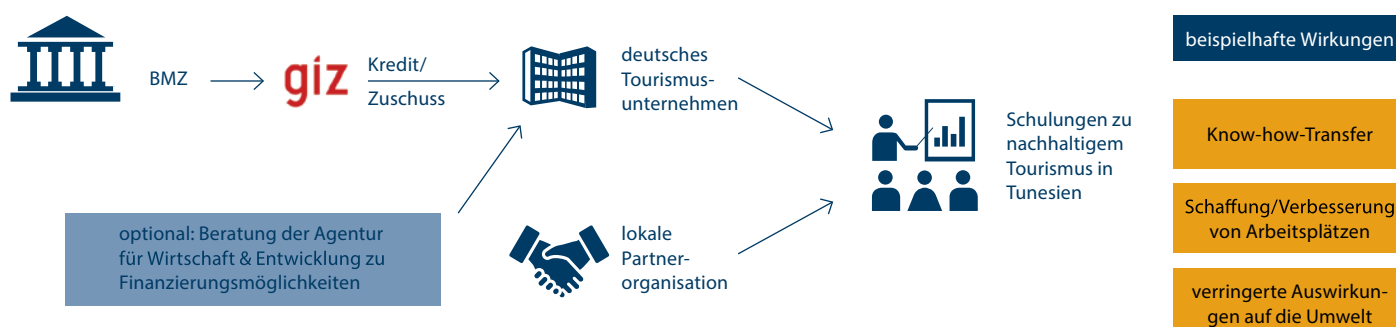 BMZ
giz
Kredit/
Zuschuss
deutsches
Tourismus-
unternehmen
optional: Beratung der Agentur
für Wirtschaft & Entwicklung zu
Finanzierungsmöglichkeiten
lokale
Partner-
organisation
Schulungen zu
nachhaltigem
Tourismus in
Tunesien
beispielhafte Wirkungen
Know-how-Transfer
Schaffung/Verbesserung
von Arbeitsplätzen
verringerte Auswirkun-
gen auf die Umwelt